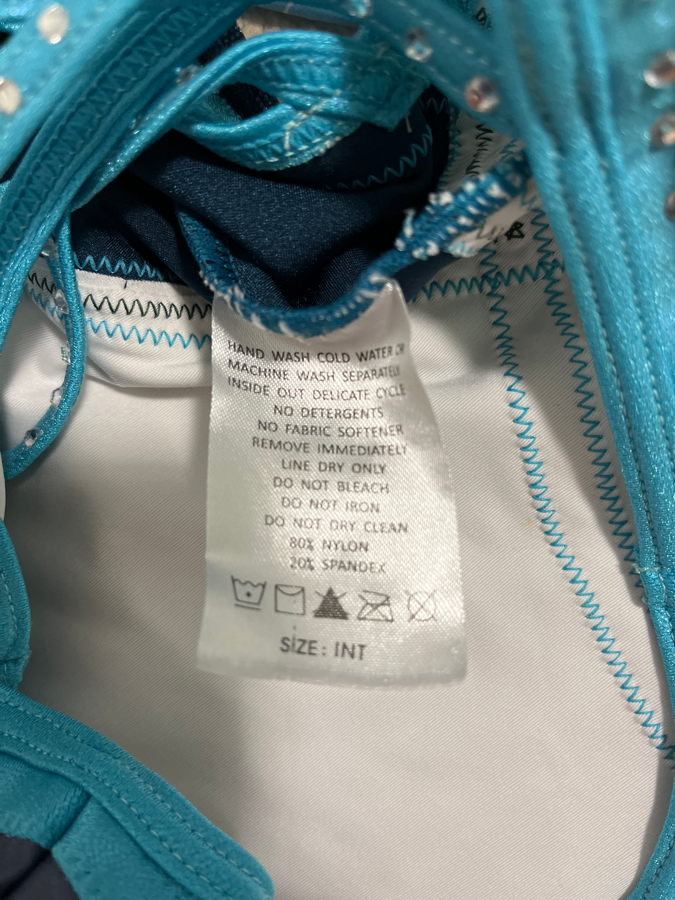 HAND WASH COLD WATER OR
MACHINE WASH SEPARATELY
INSIDE OUT DELICATE CYCLE
NO DETERGENTS
NO FABRIC SOFTENER
REMOVE IMMEDIATELY
LINE DRY ONLY
DO NOT BLEACH
DO NOT IRON
DO NOT DRY CLEAN
80% NYLON
20% SPANDEX
SIZE: INT